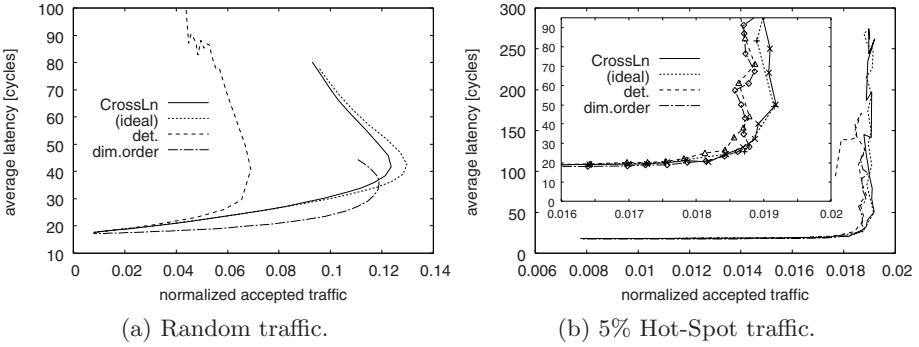 100
90
80
70
60
50
40
30
20
10
average latency [cycles]
CrossLn
(ideal)
det.
dim.order
0 0.02 0.04 0.06 0.08 0.1 0.12 0.14
normalized accepted traffic
(a) Random traffic.
300
250
200
150
100
50
0
average latency [cycles]
90
80
70
60
50
40
30
20
10
0
CrossLn
(ideal)
det.
dim.order
0.016 0.017 0.018 0.019 0.02
0.006 0.008 0.01 0.012 0.014 0.016 0.018 0.02
normalized accepted traffic
(b) 5% Hot-Spot traffic.